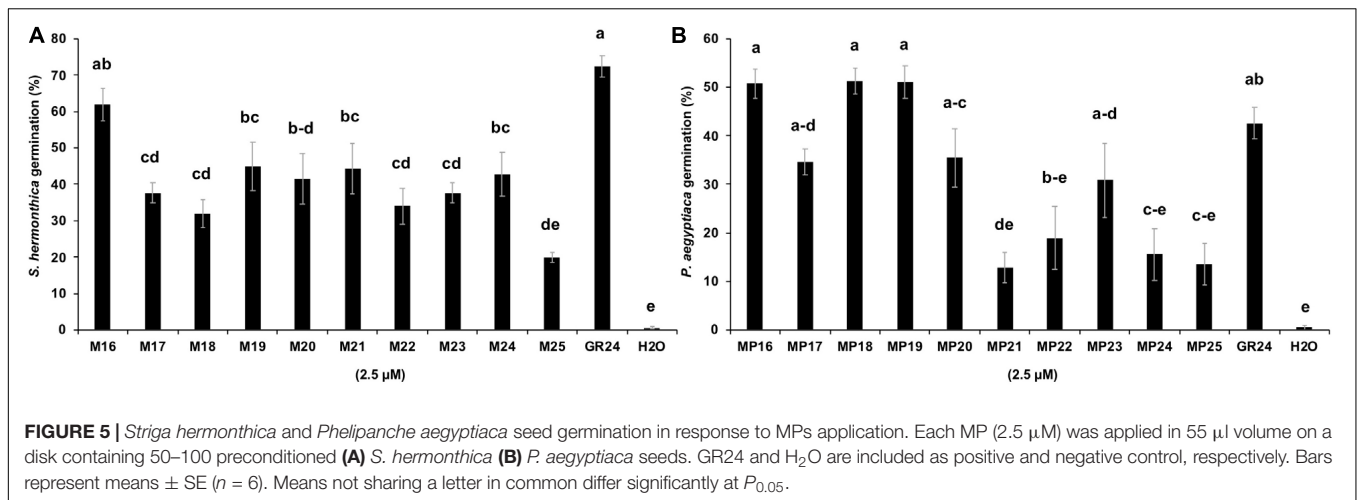 A
S. hermonthica germination (%)
80
70
60
50
40
30
20
10
0
ab
cd
cd
bc
b-d
bc
cd
cd
bc
de
a
e
M16 M17 M18 M19 M20 M21 M22 M23 M24 M25 GR24 H2O
(2.5 µM)
B
P. aegyptiaca germination (%)
60
50
40
30
20
10
0
a
a-d
a
a
a-c
de
b-e
a-d
c-e
c-e
ab
e
MP16 MP17 MP18 MP19 MP20 MP21 MP22 MP23 MP24 MP25 GR24 H2O
(2.5 µM)
FIGURE 5 | Striga hermonthica and Phelipanche aegyptiaca seed germination in response to MPs application. Each MP (2.5 µM) was applied in 55 µl volume on a
disk containing 50–100 preconditioned (A) S. hermonthica (B) P. aegyptiaca seeds. GR24 and H₂O are included as positive and negative control, respectively. Bars
represent means ± SE (n = 6). Means not sharing a letter in common differ significantly at P₀.₀₅.